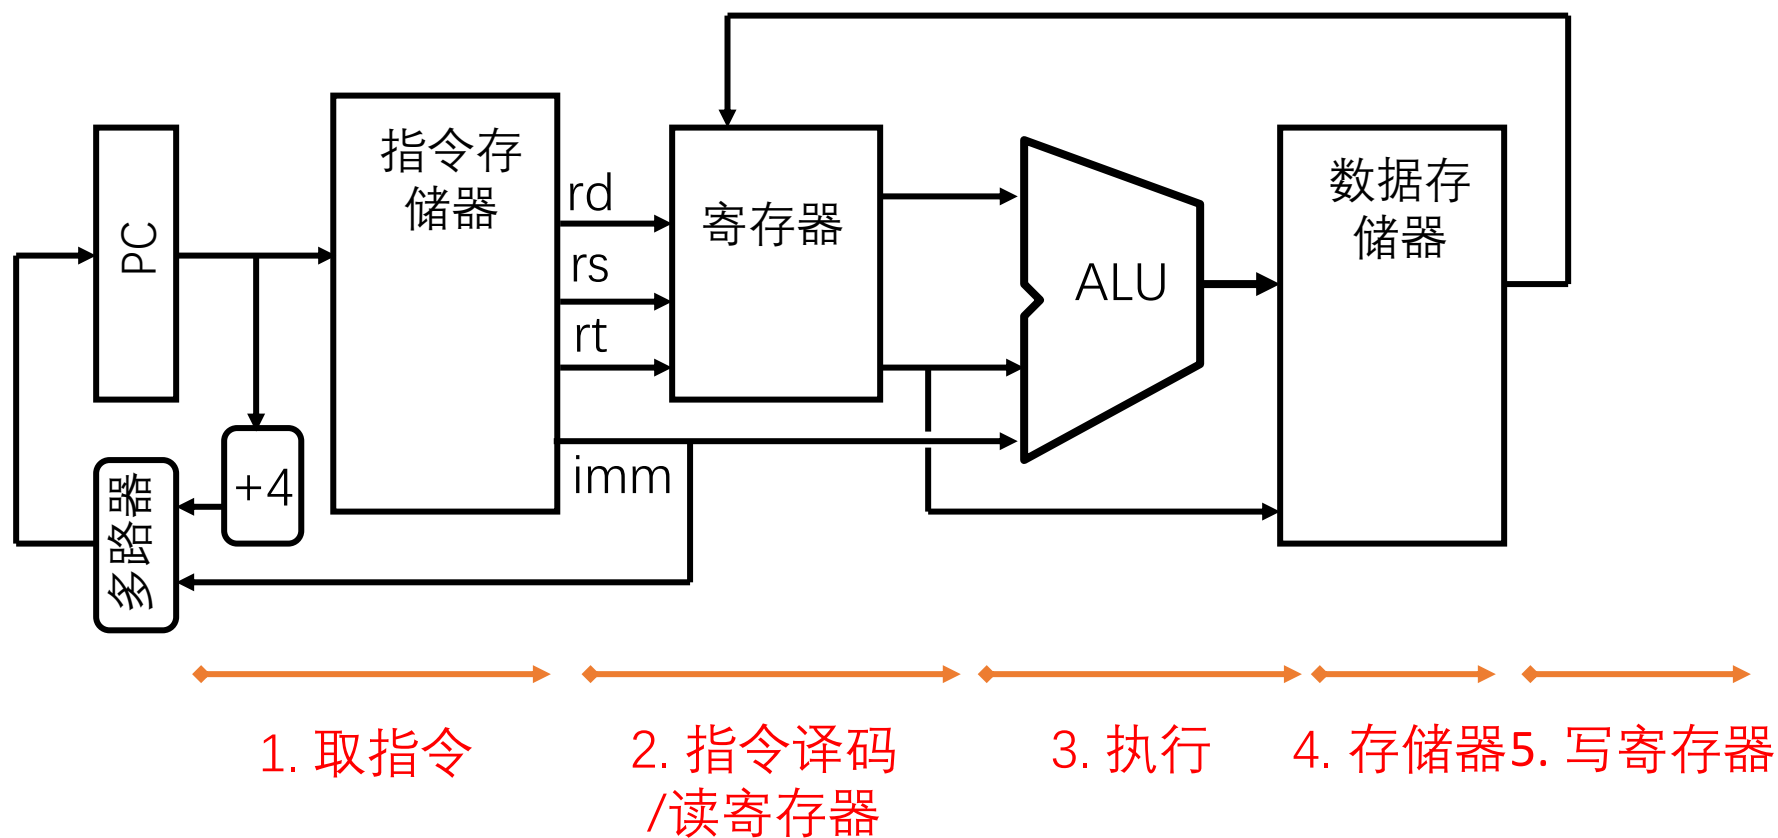 PC
指令存
储器
rd
rs
rt
imm
寄存器
ALU
数据存
储器
+4
多路器
1. 取指令
2. 指令译码
/读寄存器
3. 执行
4. 存储器
5. 写寄存器